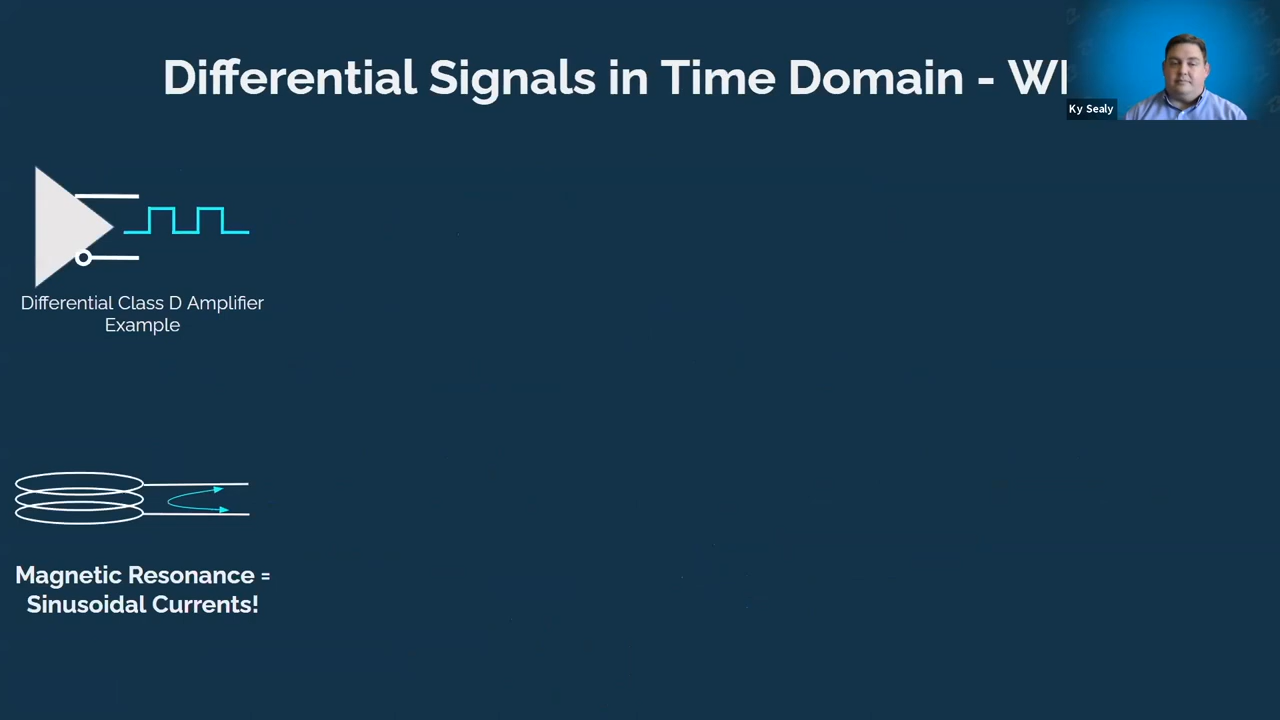 Differential Signals in Time Domain -
Ky Sealy
Differential Class D Amplifier
Example
Magnetic Resonance =
Sinusoidal Currents!